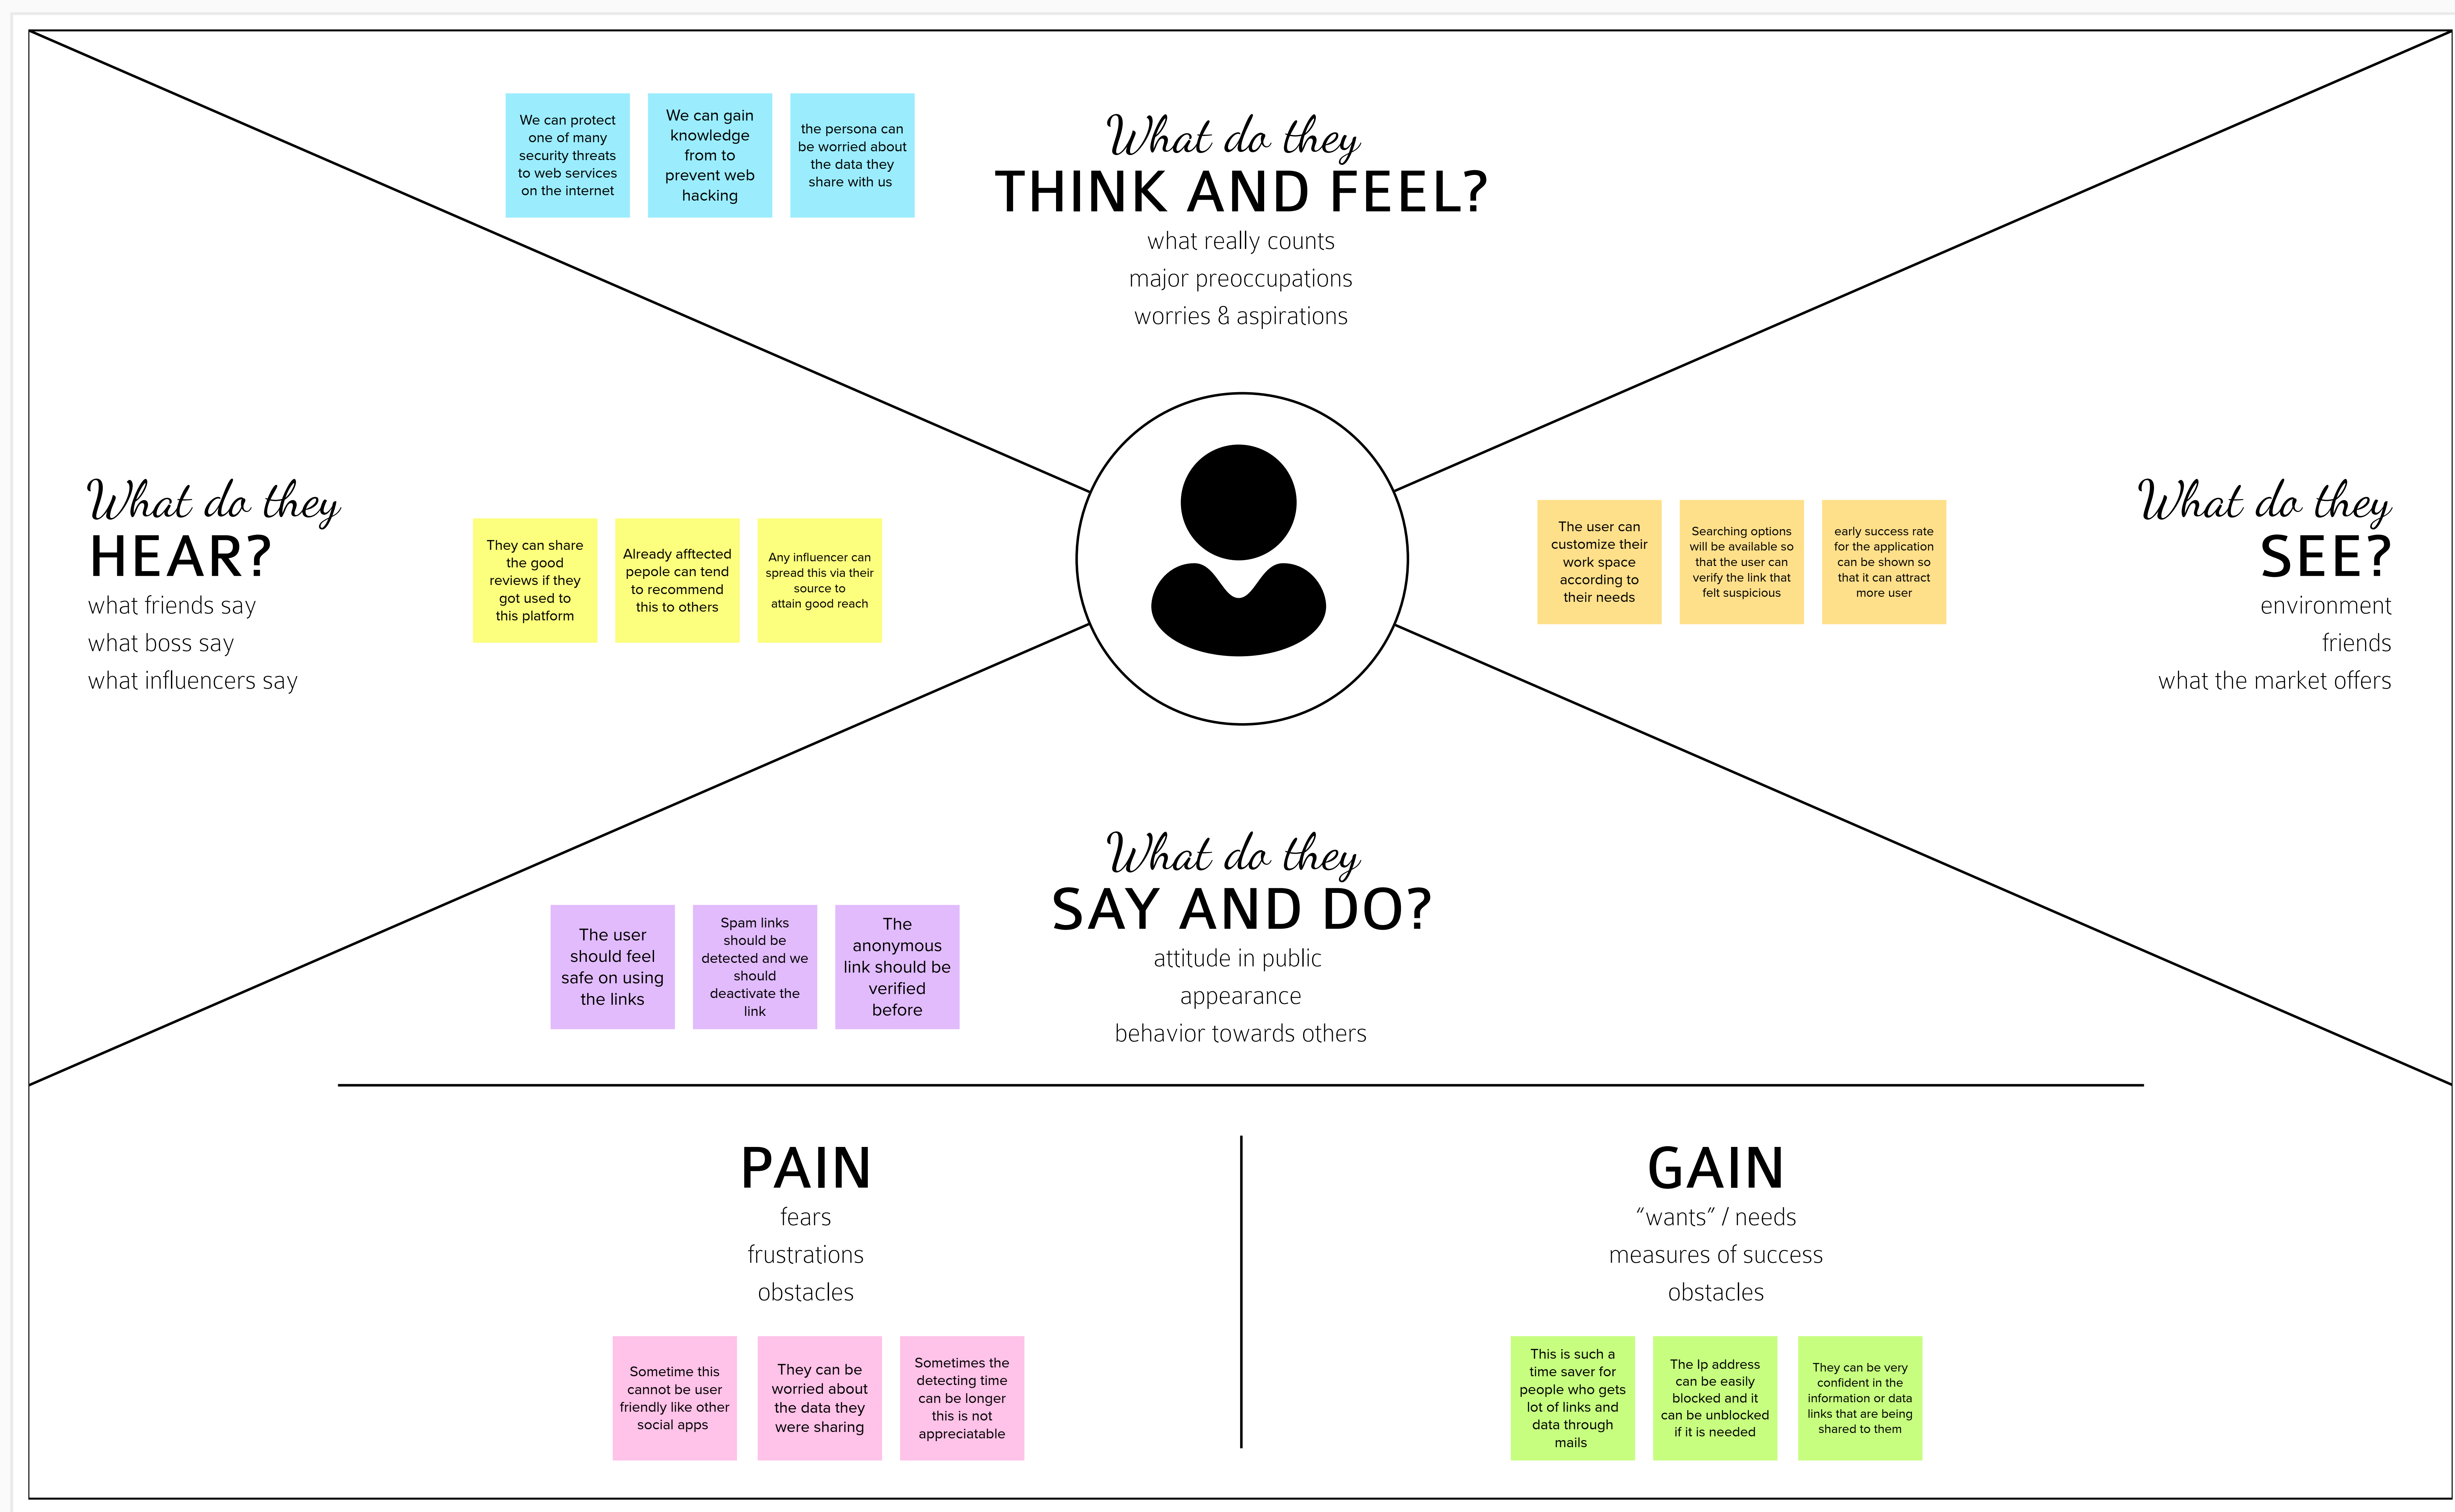 We can protect
one of many
security threats
to web services
on the internet
We can gain
knowledge
from to
prevent web
hacking
the persona can
be worried about
the data they
share with us
What do they
THINK AND FEEL?
what really counts
major preoccupations
worries & aspirations
What do they
HEAR?
what friends say
what boss say
what influencers say
They can share
the good
reviews if they
got used to
this platform
Already afftected
pepole can tend
to recommend
this to others
Any influencer can
spread this via their
source to
attain good reach
The user can
customize their
work space
according to
their needs
Searching options
will be available so
that the user can
verify the link that
felt suspicious
early success rate
for the application
can be shown so
that it can attract
more user
What do they
SEE?
environment
friends
what the market offers
The user
should feel
safe on using
the links
Spam links
should be
detected and we
should
deactivate the
link
The
anonymous
link should be
verified
before
What do they
SAY AND DO?
attitude in public
appearance
behavior towards others
PAIN
fears
frustrations
obstacles
Sometime this
cannot be user
friendly like other
social apps
They can be
worried about
the data they
were sharing
Sometimes the
detecting time
can be longer
this is not
appreciatable
GAIN
“wants” / needs
measures of success
obstacles
This is such a
time saver for
people who gets
lot of links and
data through
mails
The Ip address
can be easily
blocked and it
can be unblocked
if it is needed
They can be very
confident in the
information or data
links that are being
shared to them